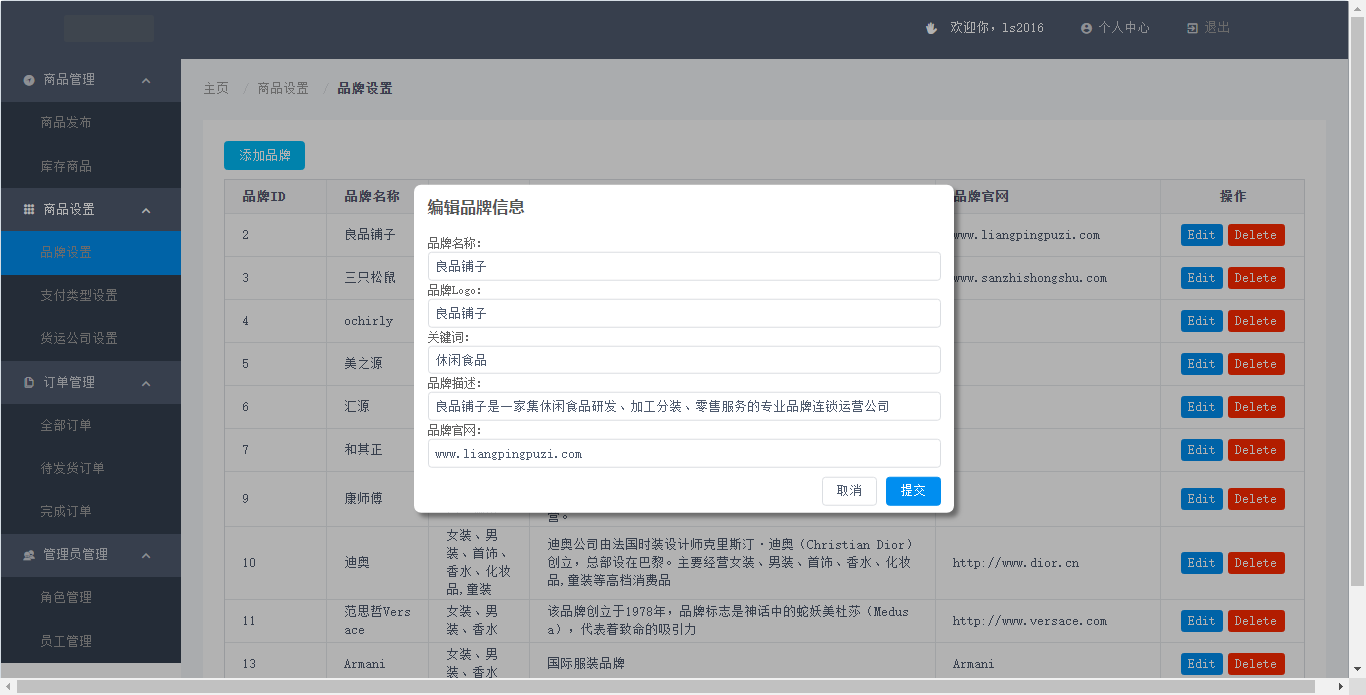 欢迎你，ls2016
个人中心
退出
商品管理
商品发布
库存商品
商品设置
品牌设置
支付类型设置
货运公司设置
订单管理
全部订单
待发货订单
完成订单
管理员管理
角色管理
员工管理
主页 / 商品设置 / 品牌设置
添加品牌
品牌ID 品牌名称 品牌官网 操作
2 良品铺子 www.liangpingpuzi.com Edit Delete
3 三只松鼠 www.sanzhishongshu.com Edit Delete
4 ochirly Edit Delete
5 美之源 Edit Delete
6 汇源 Edit Delete
7 和其正 Edit Delete
9 康师傅 营。 Edit Delete
10 迪奥 女装、男装、首饰、香水、化妆品,童装 迪奥公司由法国时装设计师克里斯汀·迪奥（Christian Dior）创立，总部设在巴黎。主要经营女装、男装、首饰、香水、化妆品,童装等高档消费品 http://www.dior.cn Edit Delete
11 范思哲Versace 女装、男装、香水 该品牌创立于1978年，品牌标志是神话中的蛇妖美杜莎（Medusa），代表着致命的吸引力 http://www.versace.com Edit Delete
13 Armani 女装、男装、香水 国际服装品牌 Armani Edit Delete
编辑品牌信息
品牌名称:
良品铺子
品牌Logo:
良品铺子
关键词:
休闲食品
品牌描述:
良品铺子是一家集休闲食品研发、加工分装、零售服务的专业品牌连锁运营公司
品牌官网:
www.liangpingpuzi.com
取消 提交